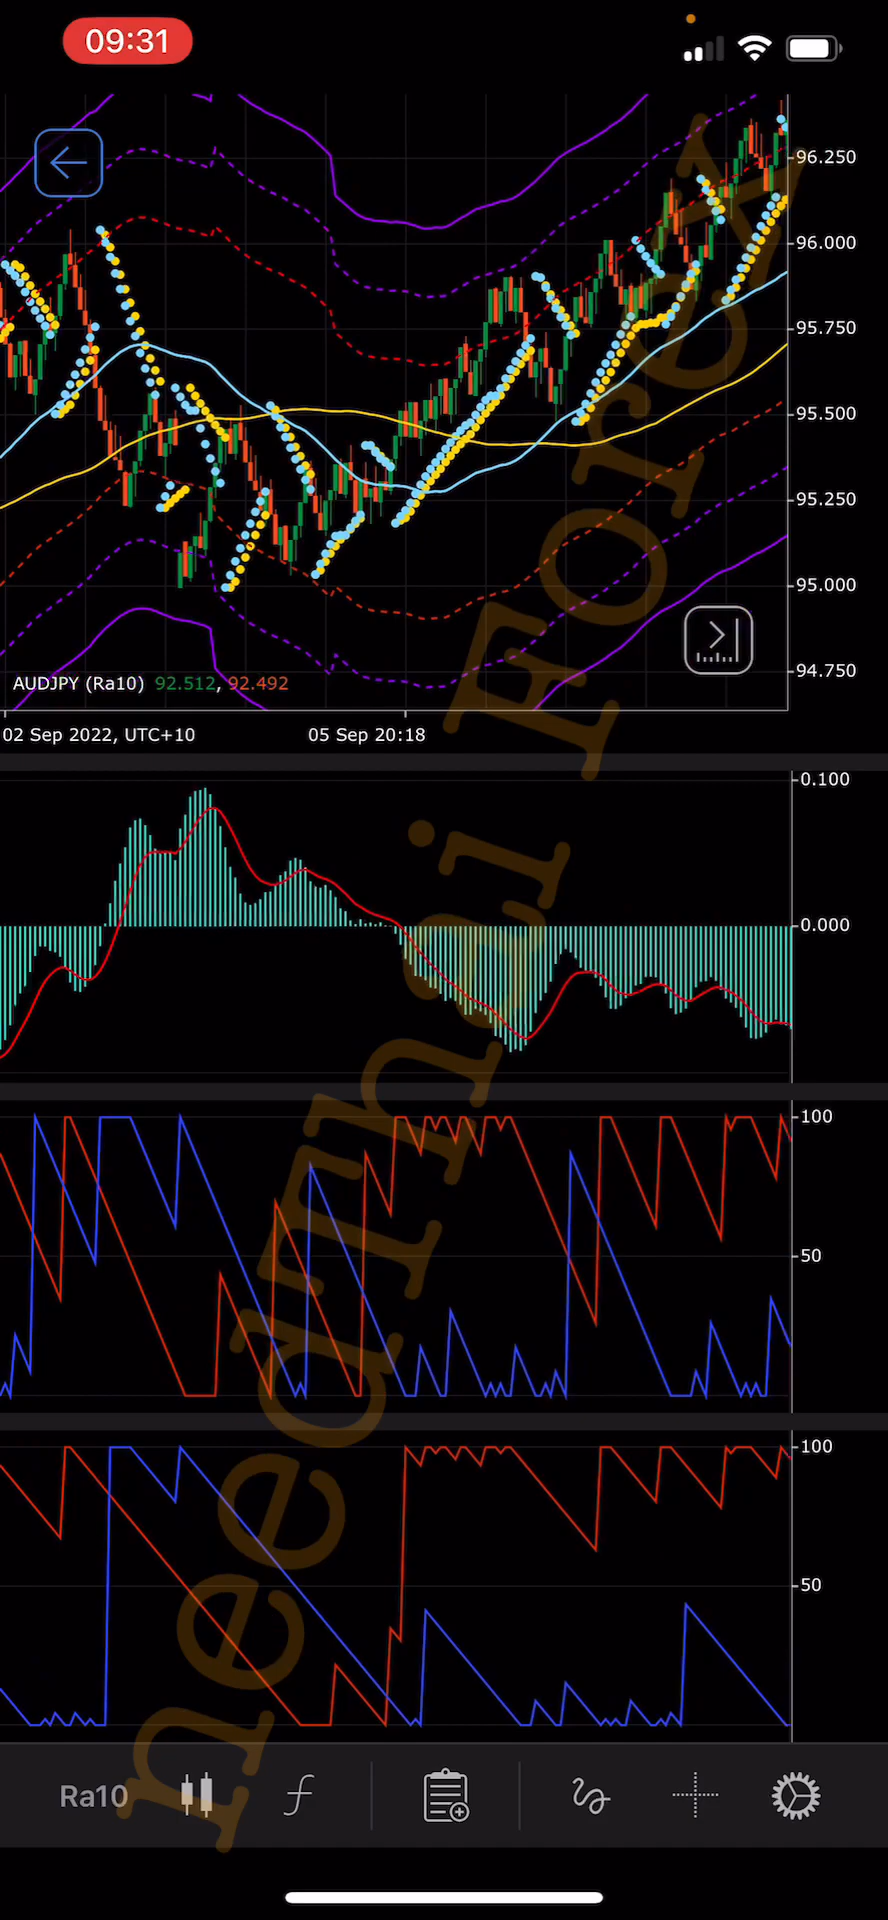 09:31
96.250
96.000
95.750
95.500
95.250
95.000
94.750
AUDJPY (Ra10) 92.512, 92.492
02 Sep 2022, UTC+10
05 Sep 20:18
0.100
0.000
100
50
100
50
Ra10
neeqTnai ForeX